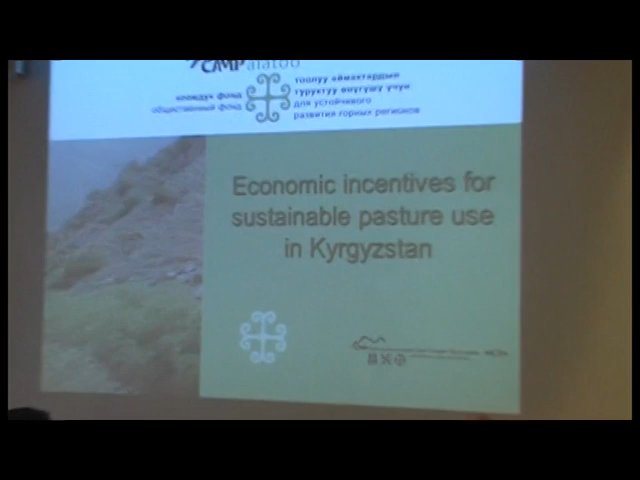 CAMP alatoo
коомдук фонд
общественный фонд
тоолуу аймактардын
туруктуу өнүгүшү үчүн
для устойчивого
развития горных регионов
Economic incentives for
sustainable pasture use
in Kyrgyzstan